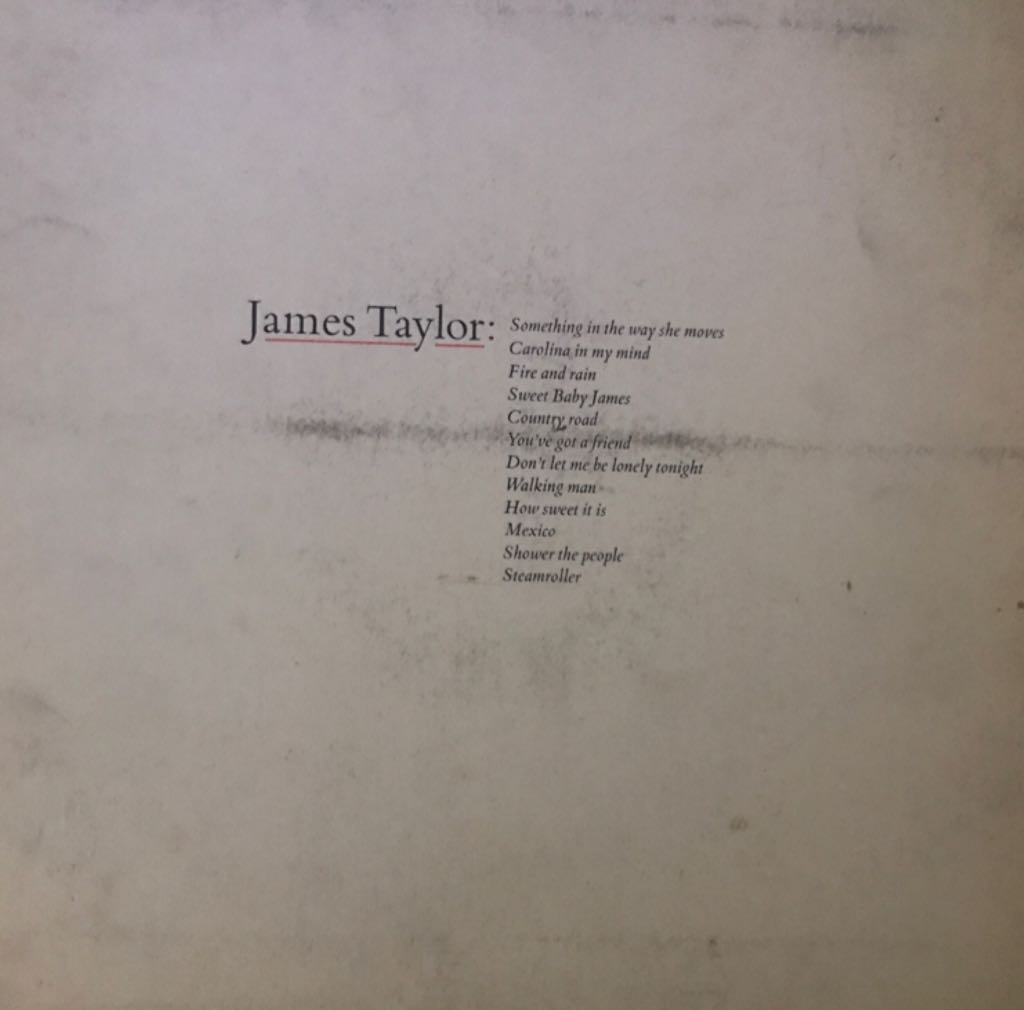 James Taylor:
Something in the way she moves
Carolina in my mind
Fire and rain
Sweet Baby James
Country road
You've got a friend
Don't let me be lonely tonight
Walking man
How sweet it is
Mexico
Shower the people
Steamroller